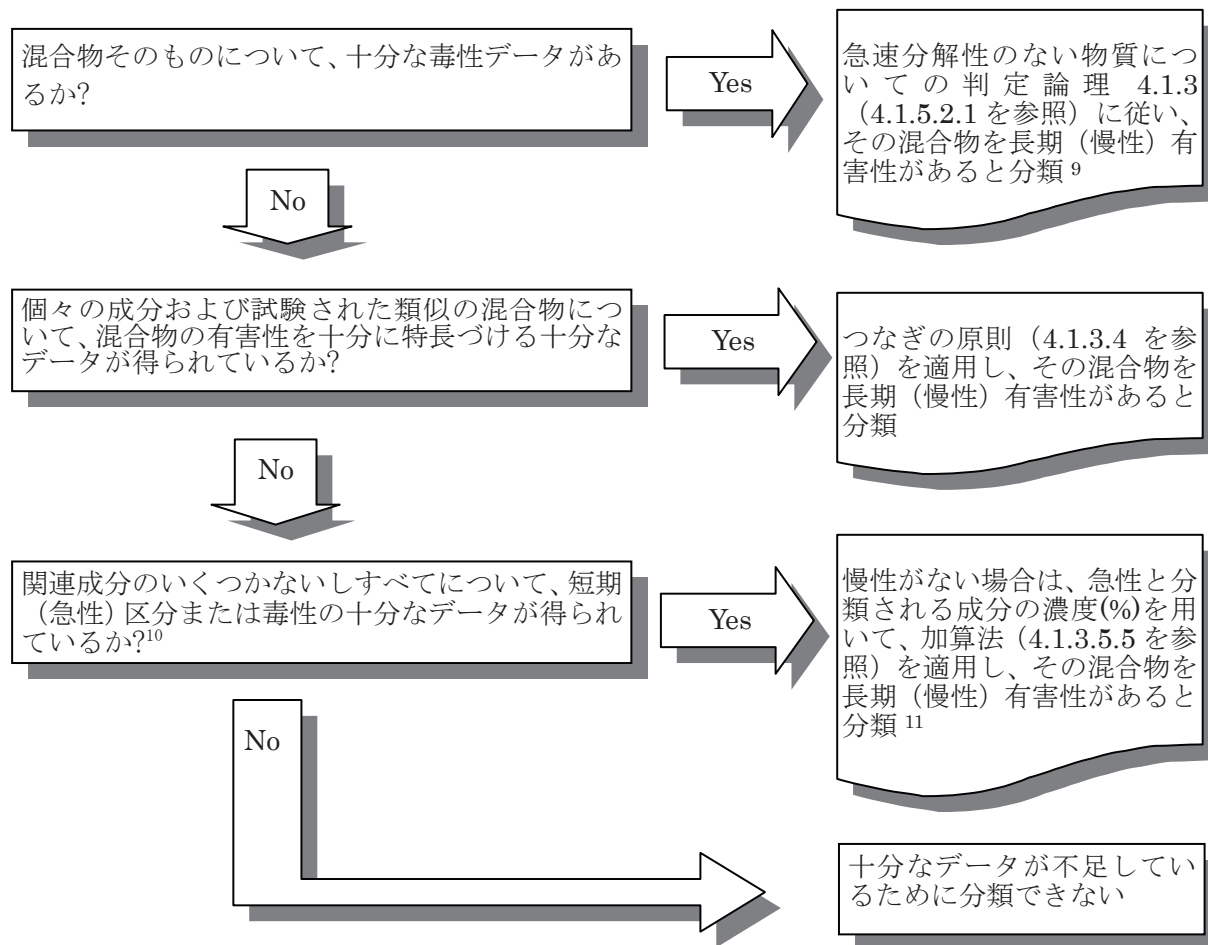 混合物そのものについて、十分な毒性データがあ
るか?
Yes
急速分解性のない物質につ
いての判定論理 4.1.3
（4.1.5.2.1 を参照）に従い、
その混合物を長期（慢性）有
害性があると分類 9
No
個々の成分および試験された類似の混合物につ
いて、混合物の有害性を十分に特長づける十分な
データが得られているか?
Yes
つなぎの原則（4.1.3.4 を参
照）を適用し、その混合物を
長期（慢性）有害性があると
分類
No
関連成分のいくつかないしすべてについて、短期
（急性）区分または毒性の十分なデータが得られ
ているか?10
Yes
慢性がない場合は、急性と分
類される成分の濃度(%)を用
いて、加算法（4.1.3.5.5 を参
照）を適用し、その混合物を
長期（慢性）有害性があると
分類 11
No
十分なデータが不足してい
るために分類できない